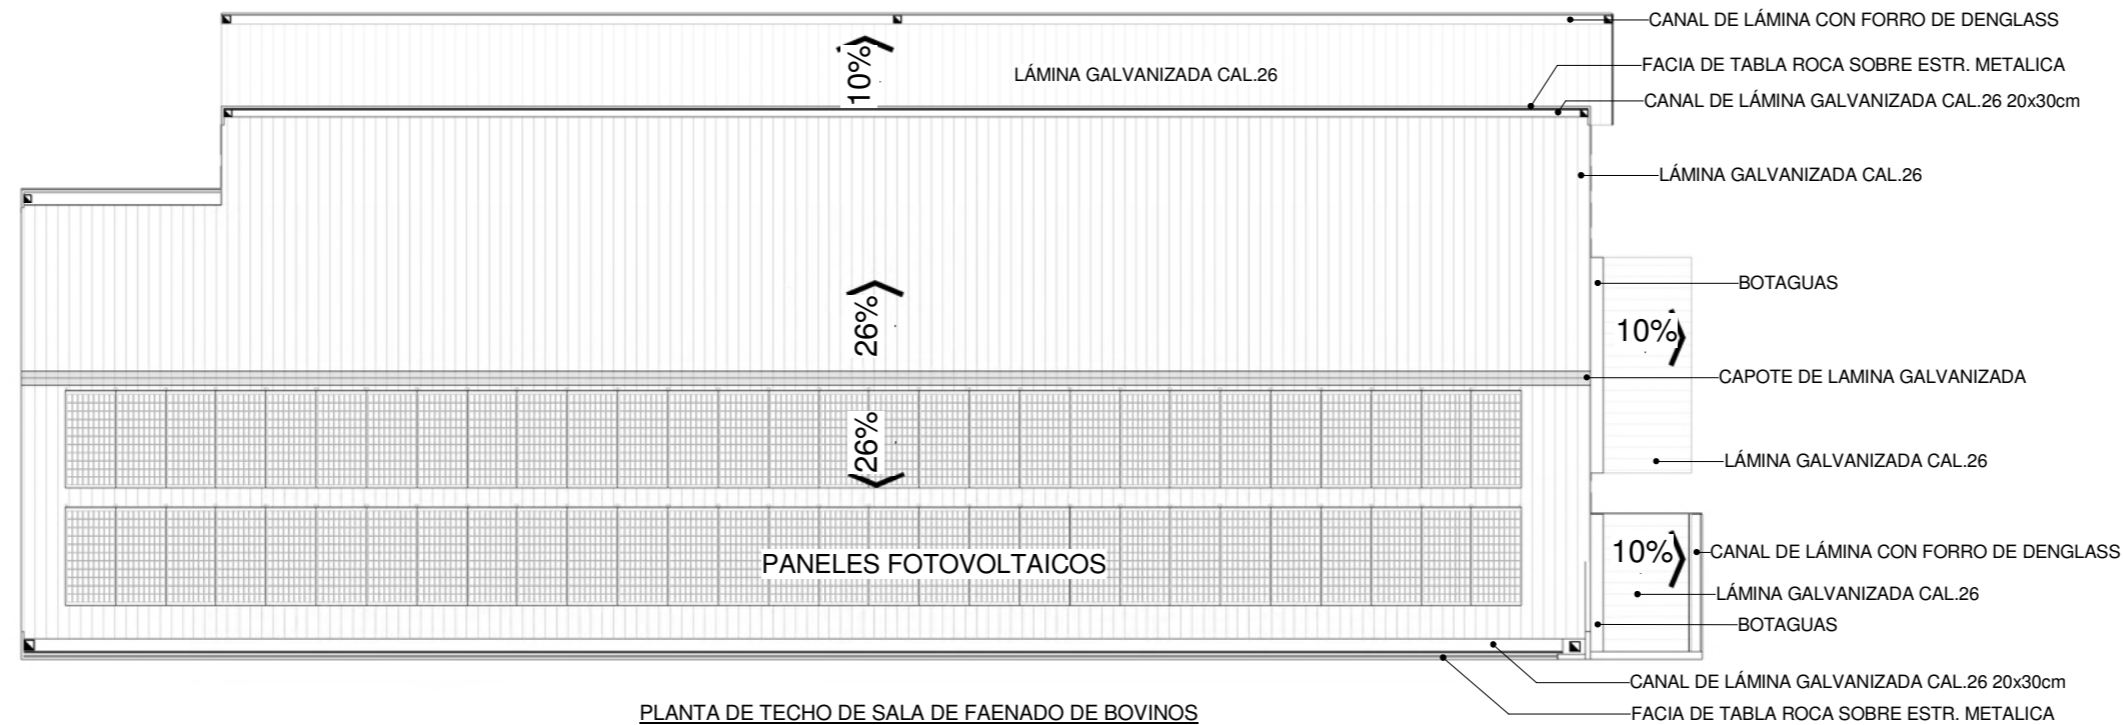 CANAL DE LÁMINA CON FORRO DE DENGLASS
10%
LÁMINA GALVANIZADA CAL.26
FACIA DE TABLA ROCA SOBRE ESTR. METALICA
CANAL DE LÁMINA GALVANIZADA CAL.26 20x30cm
LÁMINA GALVANIZADA CAL.26
BOTAGUAS
26%
10%
CAPOTE DE LAMINA GALVANIZADA
26%
LÁMINA GALVANIZADA CAL.26
PANELES FOTOVOLTAICOS
10%
CANAL DE LÁMINA CON FORRO DE DENGLASS
LÁMINA GALVANIZADA CAL.26
BOTAGUAS
CANAL DE LÁMINA GALVANIZADA CAL.26 20x30cm
FACIA DE TABLA ROCA SOBRE ESTR. METALICA
PLANTA DE TECHO DE SALA DE FAENADO DE BOVINOS